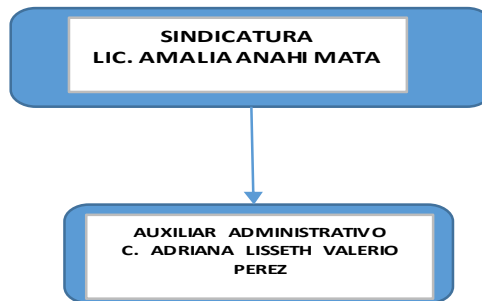 SINDICATURA
LIC. AMALIA ANAHI MATA
AUXILIAR ADMINISTRATIVO
C. ADRIANA LISSETH VALERIO
PEREZ